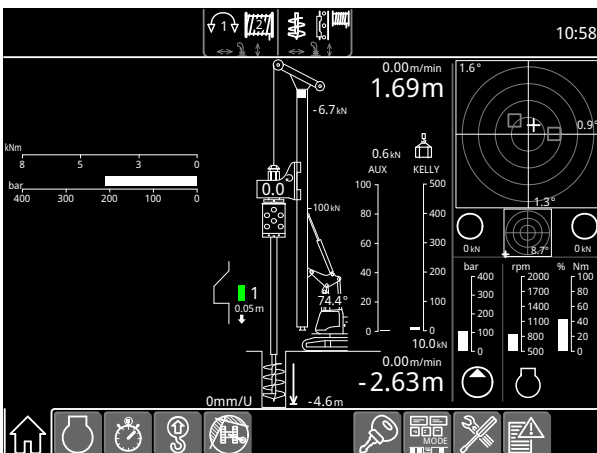 1 2
10:58
0.00m/min
1.69m
1.6°
-6.7kN
0.9°
kNm
8 5 3 0
0.6kN
AUX KELLY
bar
400 300 200 100 0
0.0
100 500
80 400
60 300
40 200
20 100
0 0
-100kN
1.3°
0kN 8.7° 0kN
1
0.05m
74.4°
10.0kN
bar rpm % Nm
400 2000 100
300 1700 80
200 1400 60
100 1100 40
0 800 20
500 0
0.00m/min
-2.63m
0mm/U -4.6m
MODE